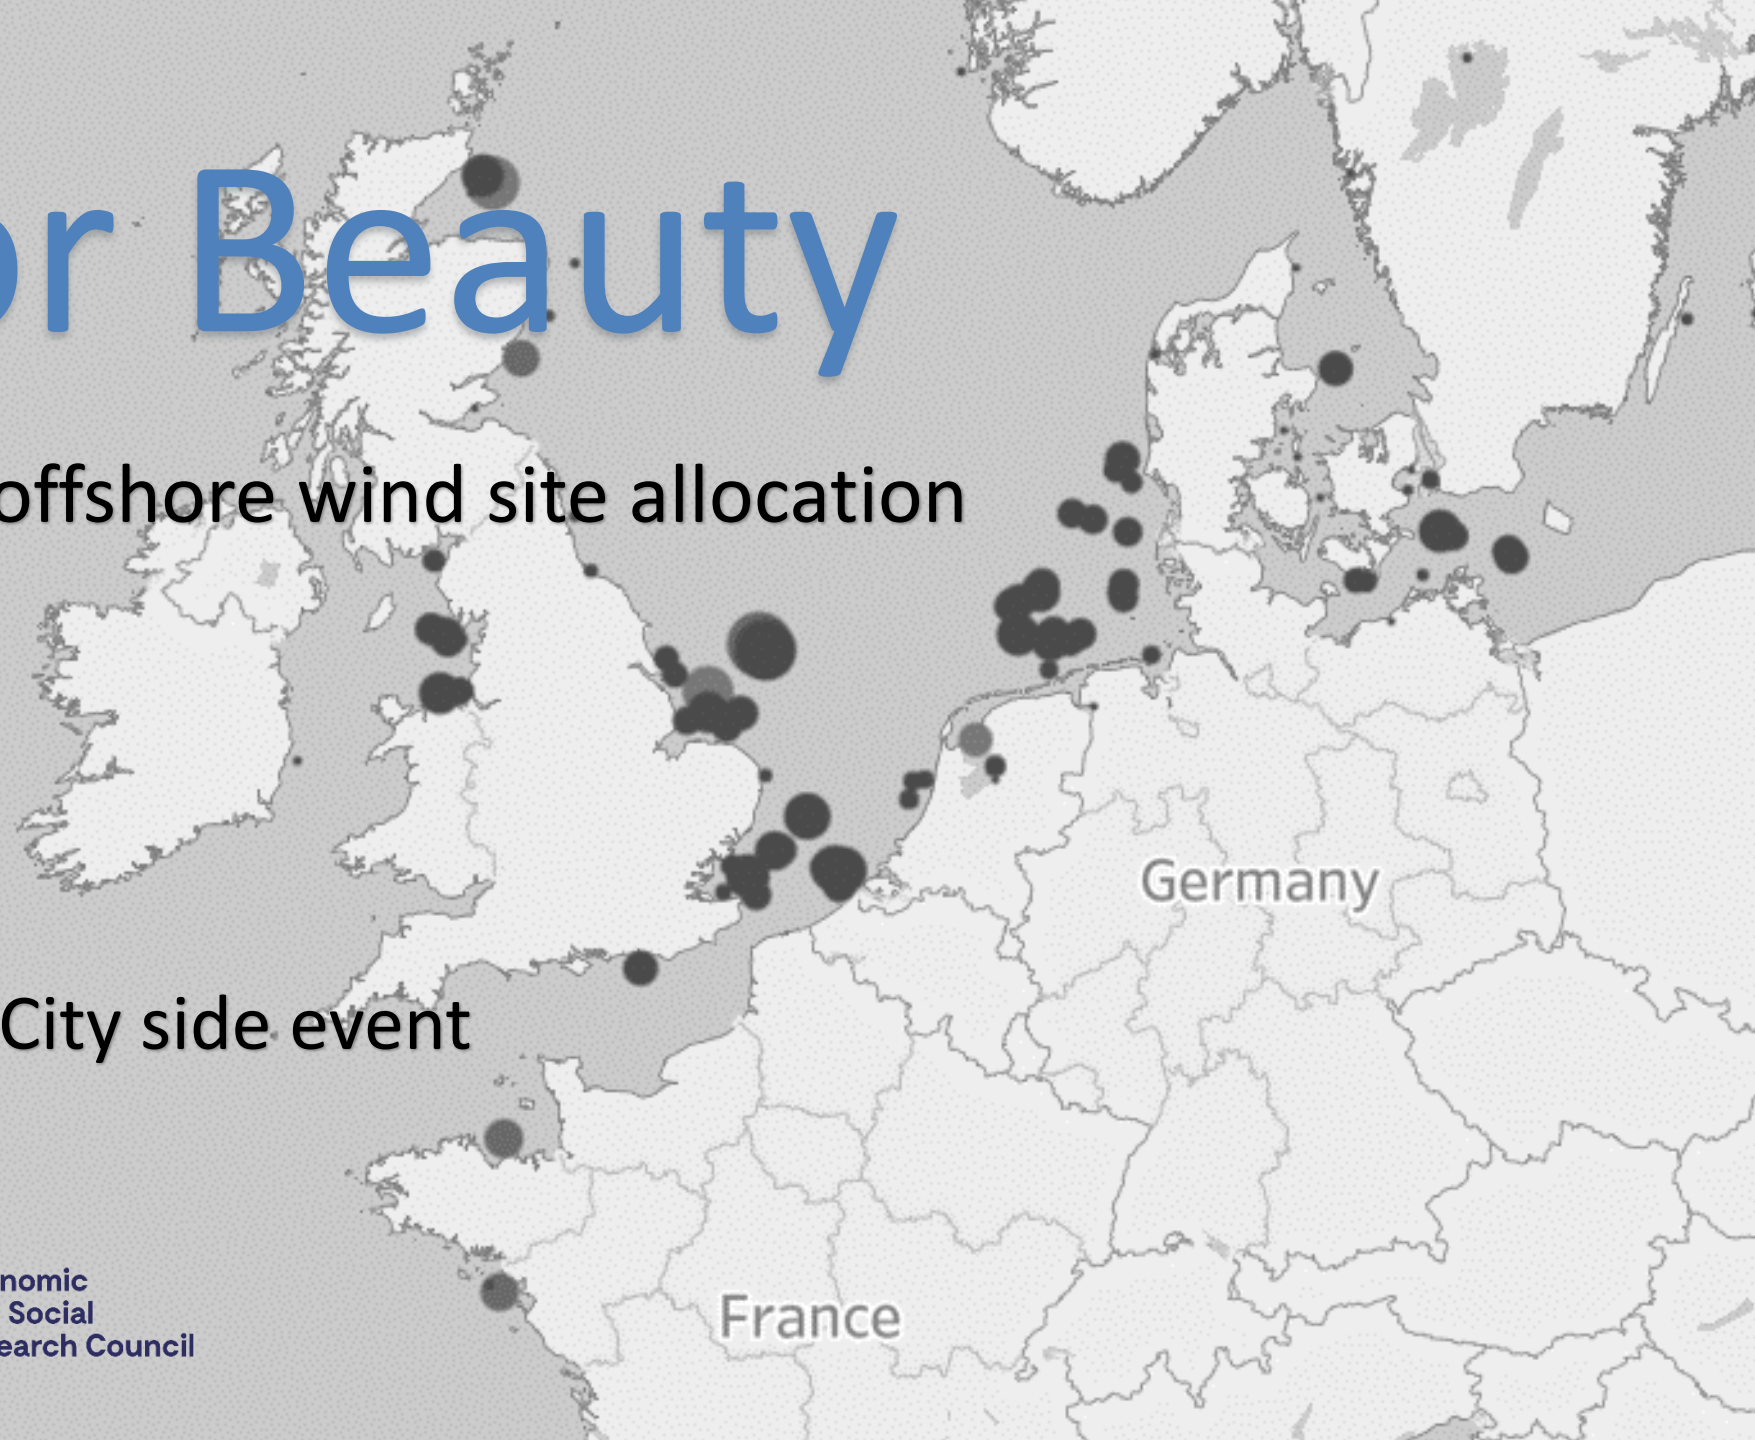 or Beauty
offshore wind site allocation
Germany
City side event
nomic
Social
earch Council
France